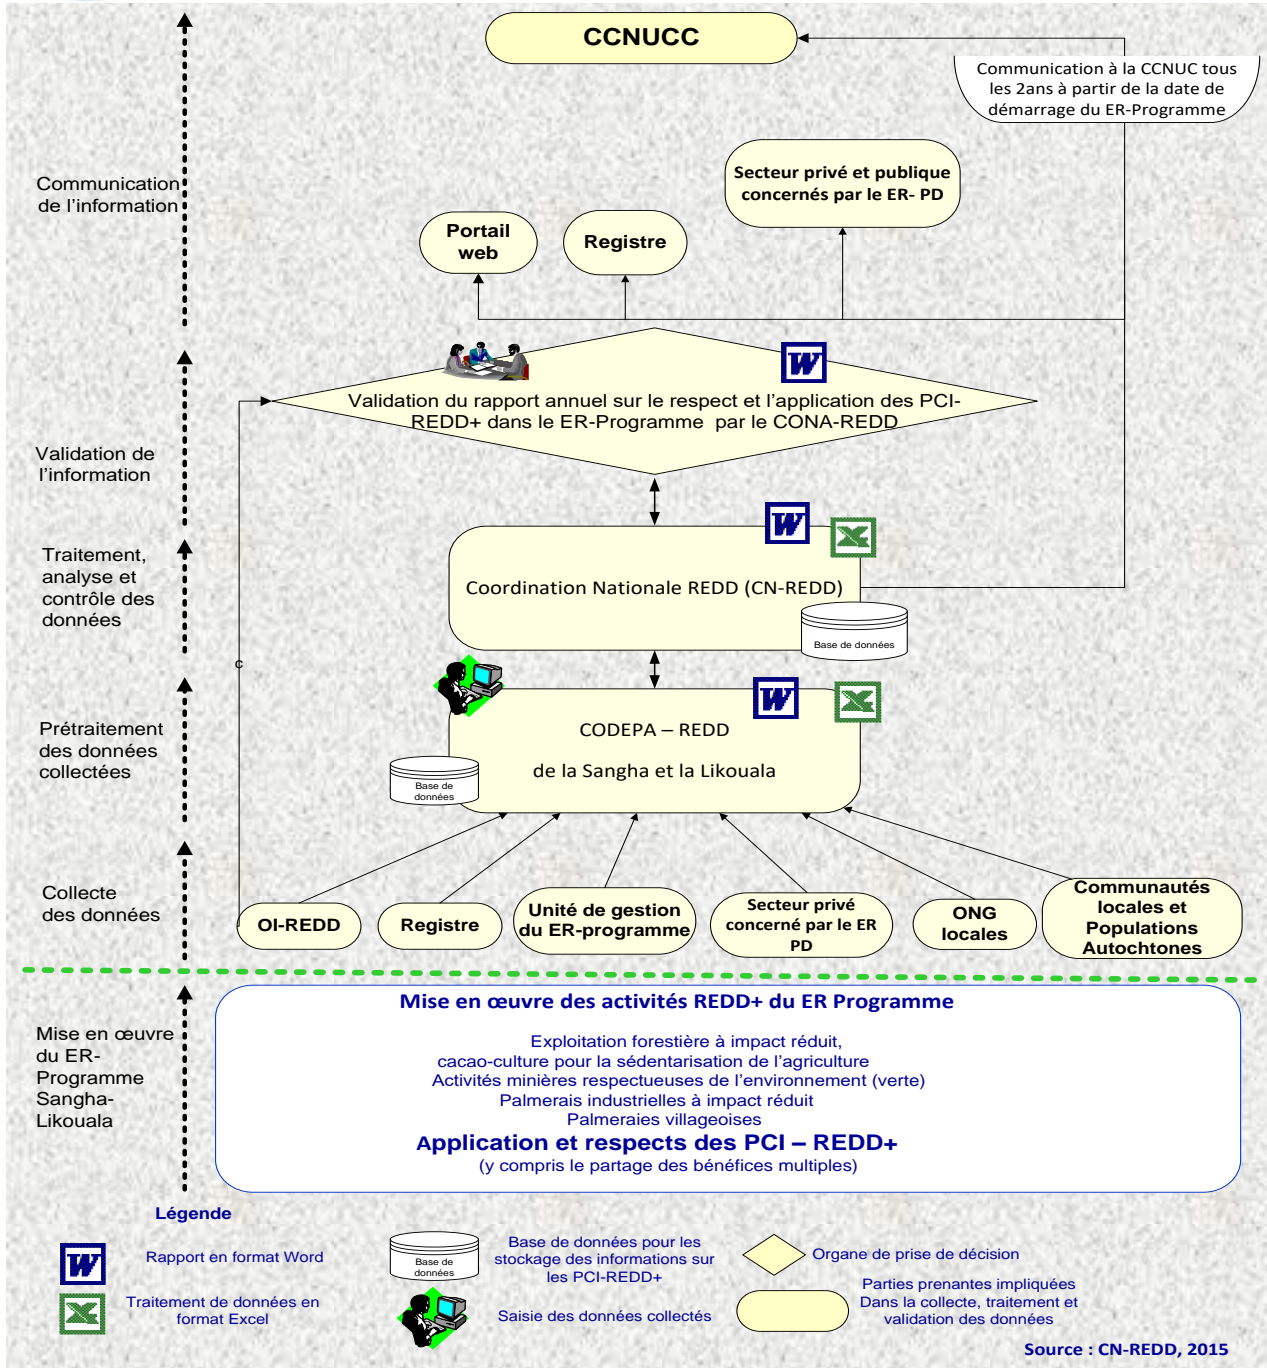 CCNUCC
Communication à la CCNUC tous
les 2ans à partir de la date de
démarrage du ER-Programme
Communication
de l'information
Secteur privé et publique
concernés par le ER- PD
Portail
web
Registre
Validation du rapport annuel sur le respect et l'application des PCI-
REDD+ dans le ER-Programme par le CONA-REDD
Validation de
l'information
Traitement,
analyse et
contrôle des
données
Coordination Nationale REDD (CN-REDD)
Base de données
c
Prétraitement
des données
collectées
CODEPA – REDD
de la Sangha et la Likouala
Base de
données
Collecte
des données
OI-REDD
Registre
Unité de gestion
du ER-programme
Secteur privé
concerné par le ER
PD
ONG
locales
Communautés
locales et
Populations
Autochtones
Mise en œuvre
du ER-
Programme
Sangha-
Likouala
Mise en œuvre des activités REDD+ du ER Programme
Exploitation forestière à impact réduit,
cacao-culture pour la sédentarisation de l'agriculture
Activités minières respectueuses de l'environnement (verte)
Palmerais industrielles à impact réduit
Palmeraies villageoises
Application et respects des PCI – REDD+
(y compris le partage des bénéfices multiples)
Légende
Rapport en format Word
Traitement de données en
format Excel
Base de
données
Base de données pour les
stockage des informations sur
les PCI-REDD+
Saisie des données collectés
Organe de prise de décision
Parties prenantes impliquées
Dans la collecte, traitement et
validation des données
Source : CN-REDD, 2015